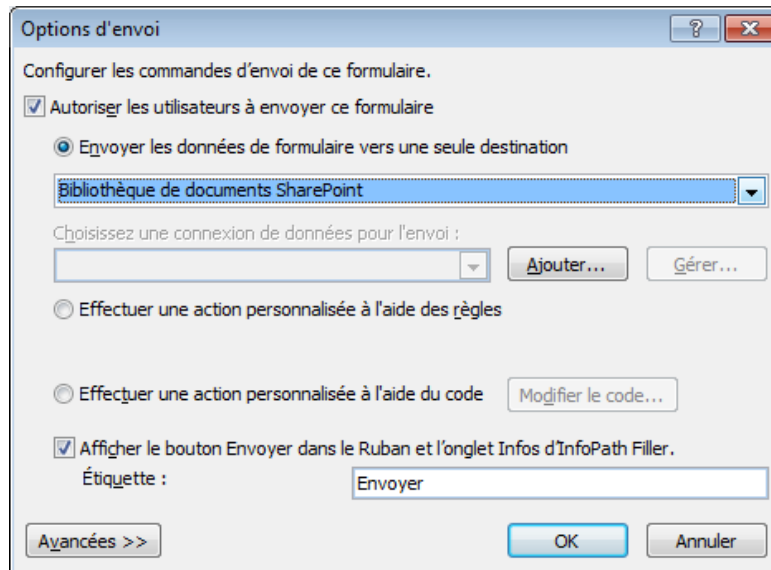 Options d'envoi
Configurer les commandes d’envoi de ce formulaire.
Autoriser les utilisateurs à envoyer ce formulaire
Envoyer les données de formulaire vers une seule destination
Bibliothèque de documents SharePoint
Choisissez une connexion de données pour l'envoi :
Ajouter... Gérer...
Effectuer une action personnalisée à l'aide des règles
Effectuer une action personnalisée à l'aide du code Modifier le code...
Afficher le bouton Envoyer dans le Ruban et l’onglet Infos d’InfoPath Filler.
Étiquette : Envoyer
Avancées >> OK Annuler